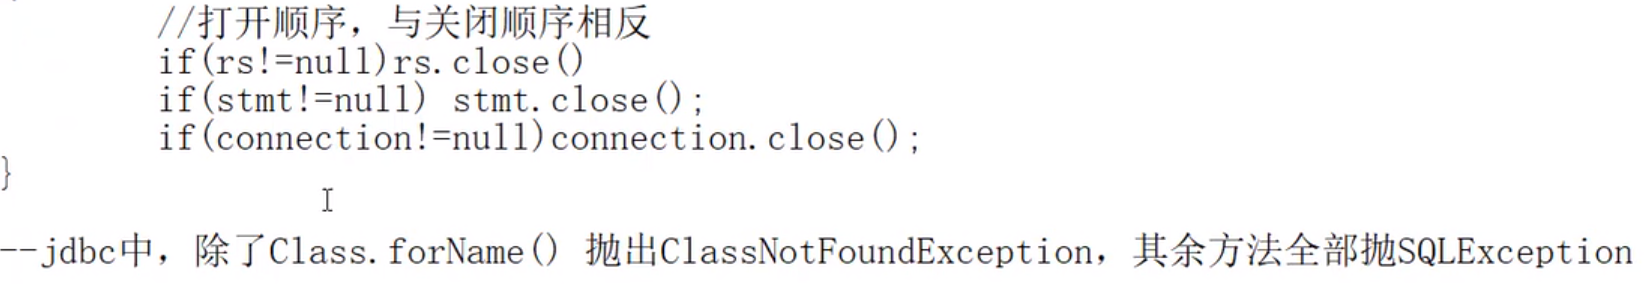 //打开顺序，与关闭顺序相反
if(rs!=null)rs.close()
if(stmt!=null) stmt.close();
if(connection!=null)connection.close();
}
--jdbc中，除了Class.forName() 抛出ClassNotFoundException，其余方法全部抛SQLException